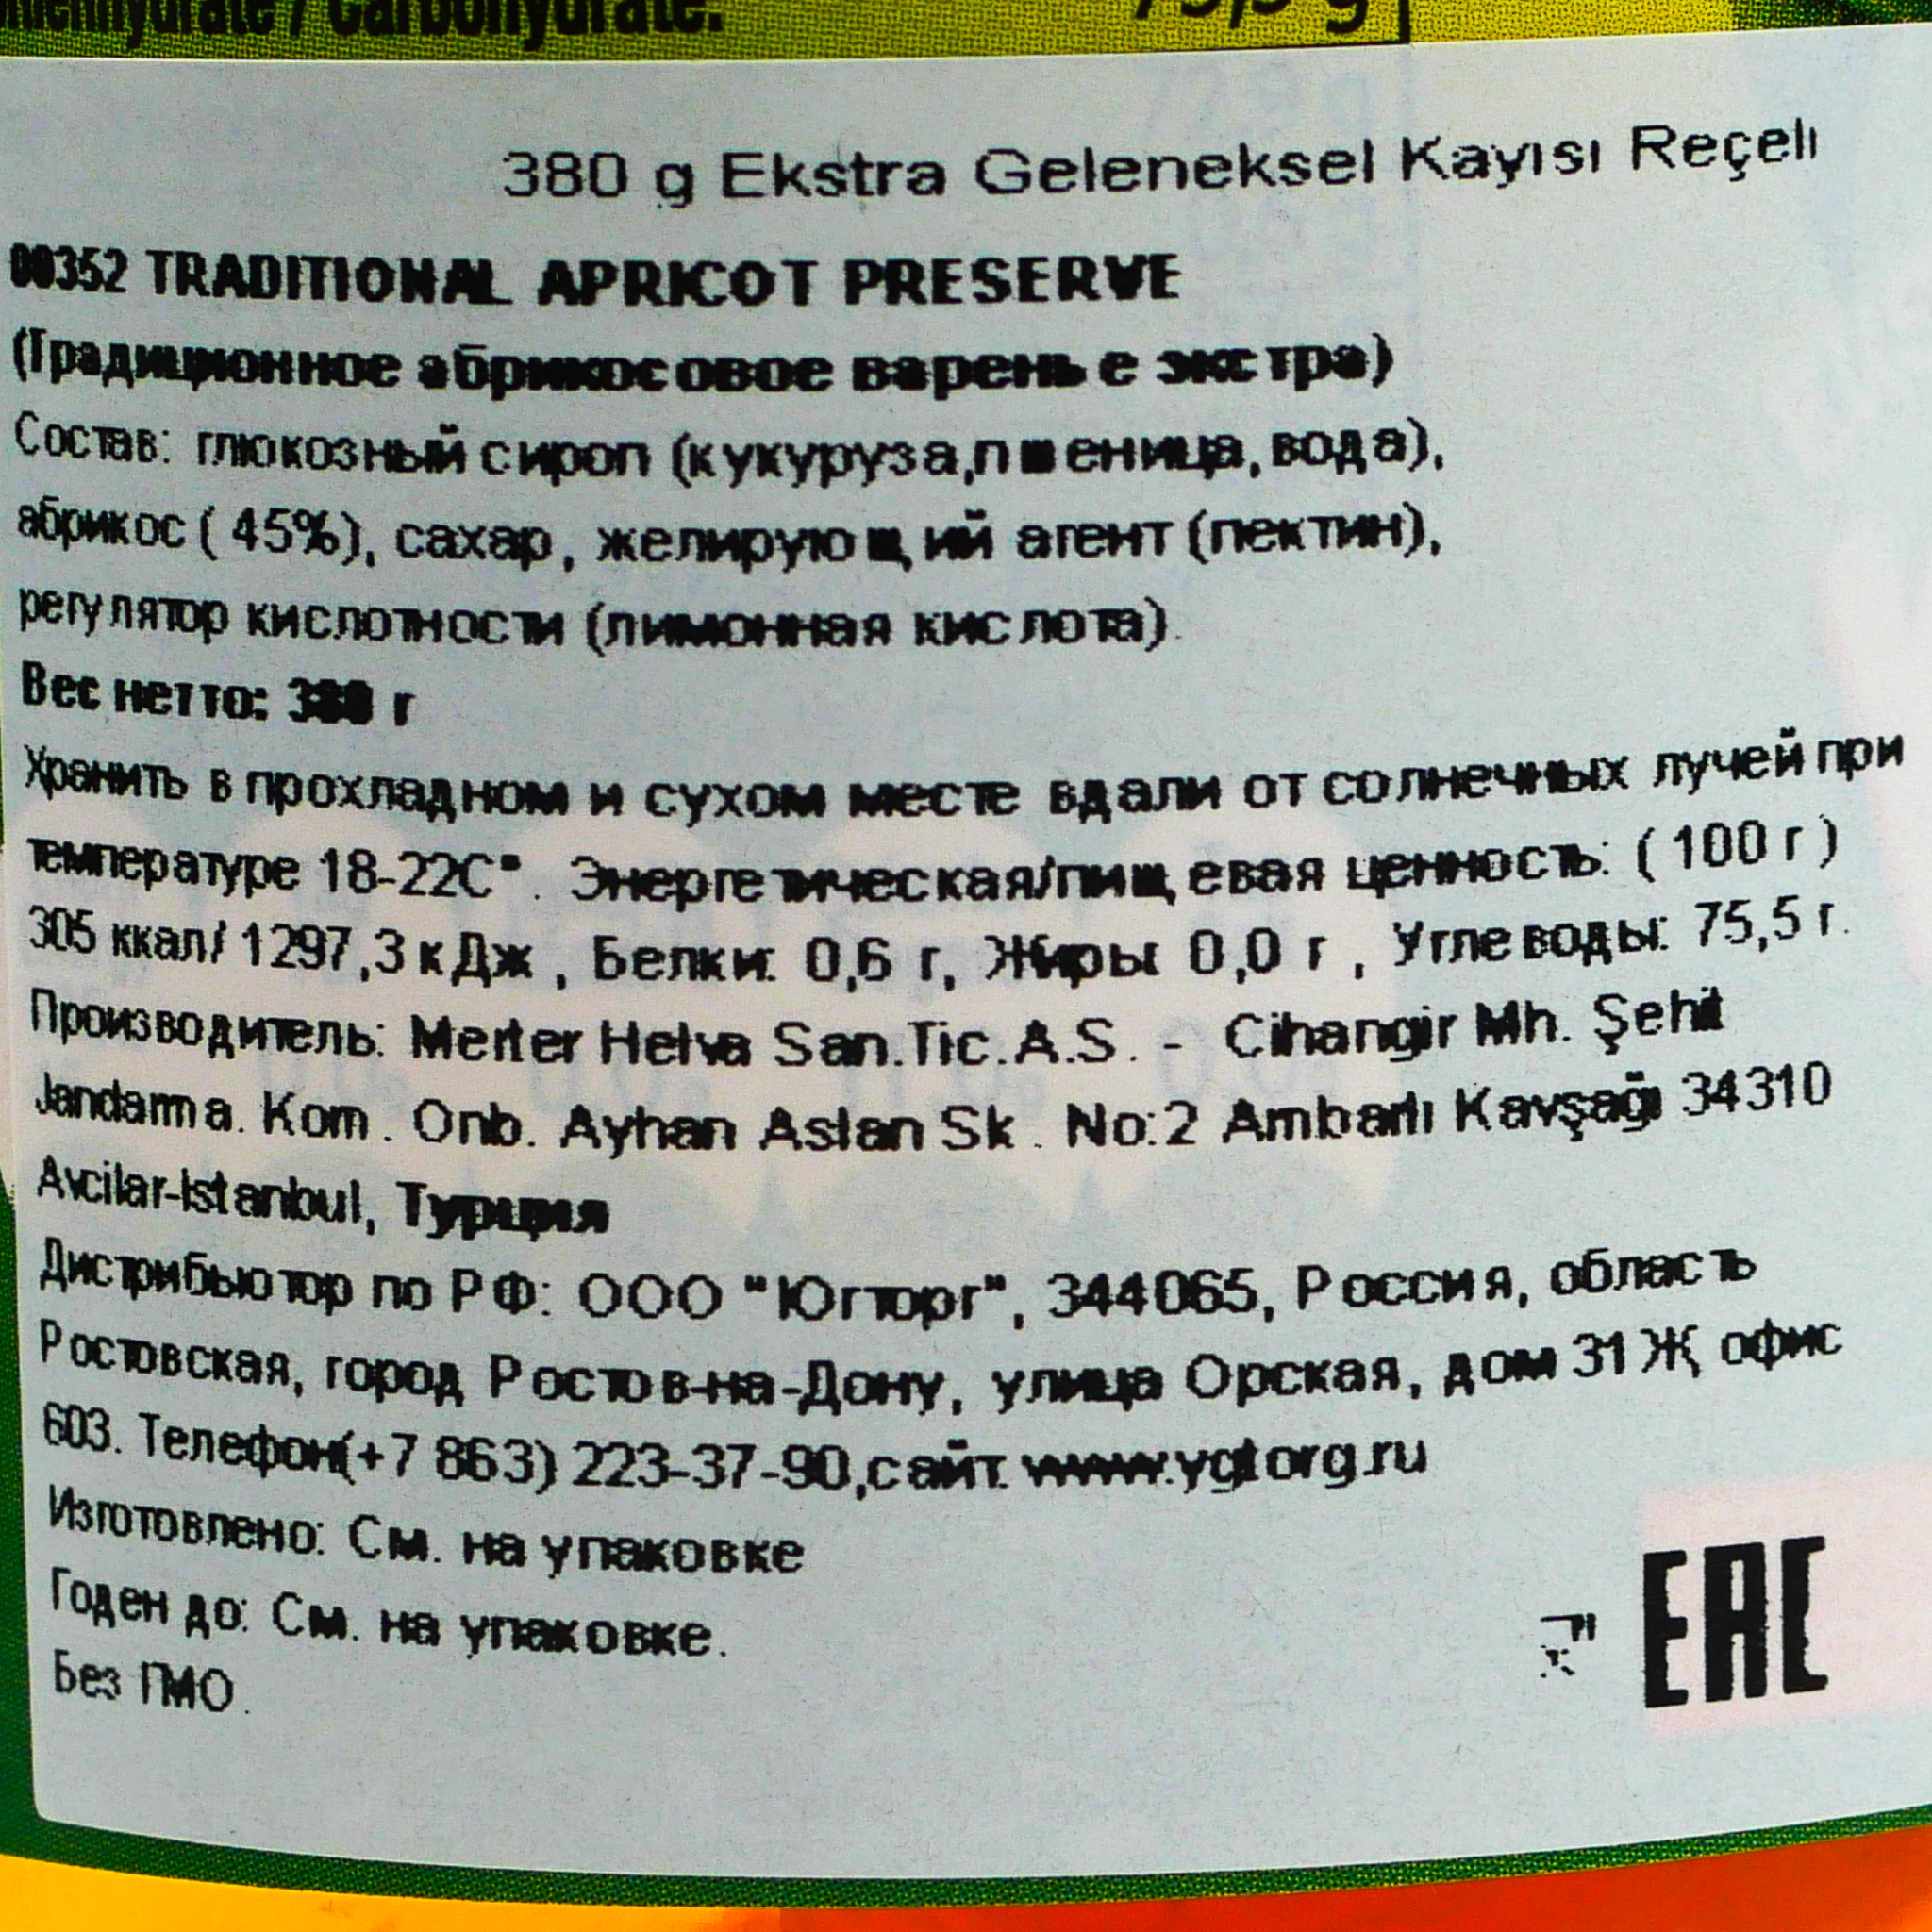 Carbohydrate:
380 g Ekstra Geleneksel Kayısı Reçeli
00352 TRADITIONAL APRICOT PRESERVE
(Традиционное абрикосовое варенье экстра)
Состав: глюкозный сироп (кукуруза,пшеница, вода),
абрикос ( 45%), сахар, желирующий агент (пектин),
регулятор кислотности (лимонная кислота).
Вес нетто: 380 г
Хранить в прохладном и сухом месте вдали от солнечных лучей при
температуре 18-22С° . Энергетическая/пищевая ценность: ( 100 г )
305 ккал/ 1297,3 кДж , Белки: 0,6 г, Жиры: 0,0 г , Углеводы: 75,5 г.
Производитель: Merter Helva San.Tic.A.S. - Cihangir Mh. Şehit
Jandarma. Kom. Onb. Ayhan Aslan Sk. No:2 Ambarlı Kavşağı 34310
Avcilar-Istanbul, Турция
Дистрибьютор по РФ: ООО "Югторг", 344065, Россия, область
Ростовская, город Ростов-на-Дону, улица Орская, дом 31 Ж, офис
603. Телефон(+7 863) 223-37-90,сайт: www.ygtorg.ru
Изготовлено: См. на упаковке
Годен до: См. на упаковке.
Без ГМО.
EAC